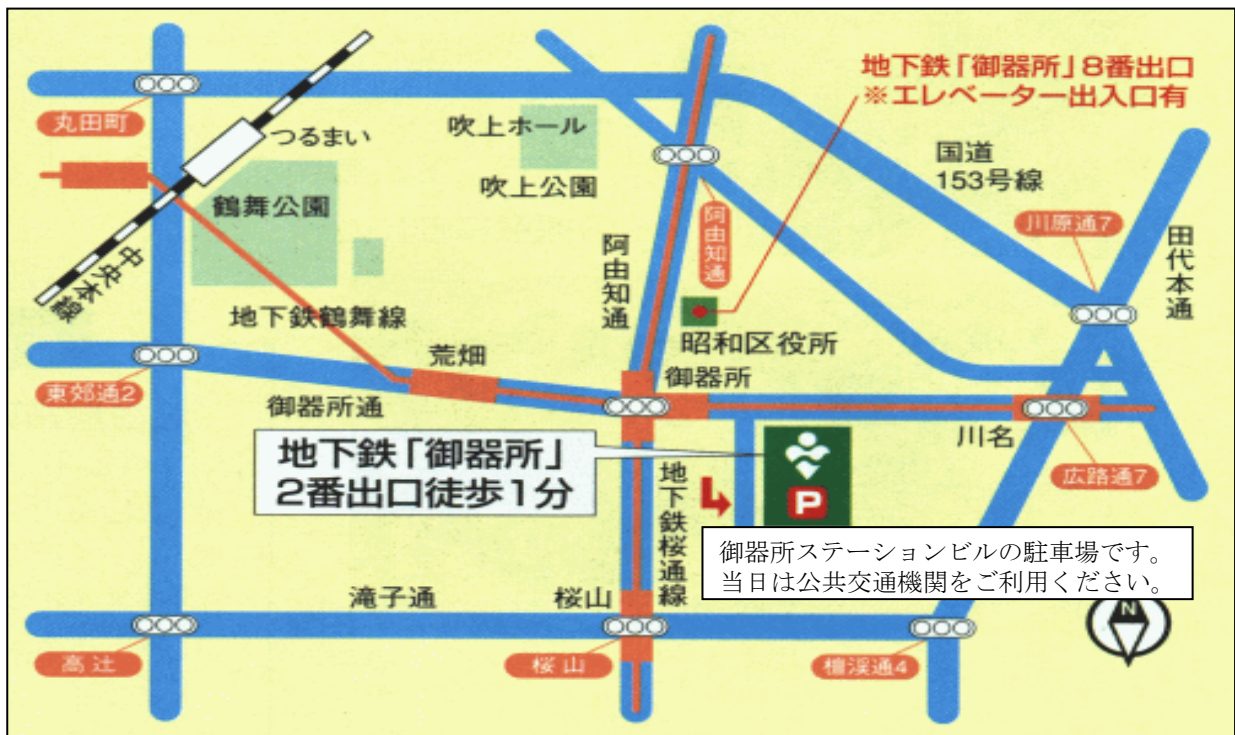 地下鉄「御器所」8番出口
※エレベーター出入口有
丸田町
つるまい
吹上ホール
吹上公園
国道
153号線
鶴舞公園
阿由知通
川原通7
田代本通
中央本線
阿由知通
地下鉄鶴舞線
昭和区役所
荒畑
御器所
東郊通2
御器所通
川名
地下鉄「御器所」
2番出口徒歩1分
P
広路通7
地下鉄桜通線
御器所ステーションビルの駐車場です。
当日は公共交通機関をご利用ください。
滝子通
桜山
N
高辻
桜山
檀渓通4